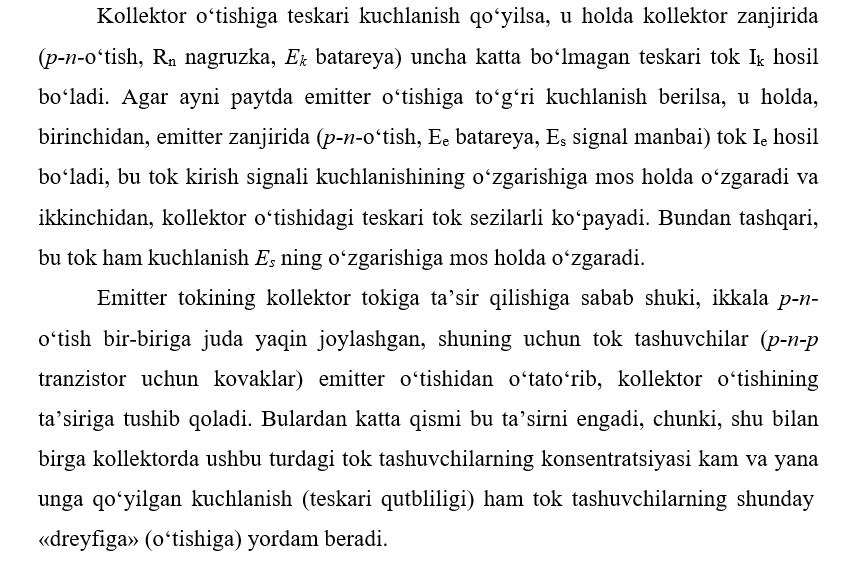 Kollektor o‘tishiga teskari kuchlanish qo‘yilsa, u holda kollektor zanjirida
(p-n-o‘tish, Rn nagruzka, Ek batareya) uncha katta bo‘lmagan teskari tok Ik hosil
bo‘ladi. Agar ayni paytda emitter o‘tishiga to‘g‘ri kuchlanish berilsa, u holda,
birinchidan, emitter zanjirida (p-n-o‘tish, Ee batareya, Es signal manbai) tok Ie hosil
bo‘ladi, bu tok kirish signali kuchlanishining o‘zgarishiga mos holda o‘zgaradi va
ikkinchidan, kollektor o‘tishidagi teskari tok sezilarli ko‘payadi. Bundan tashqari,
bu tok ham kuchlanish Es ning o‘zgarishiga mos holda o‘zgaradi.
Emitter tokining kollektor tokiga ta’sir qilishiga sabab shuki, ikkala p-n-
o‘tish bir-biriga juda yaqin joylashgan, shuning uchun tok tashuvchilar (p-n-p
tranzistor uchun kovaklar) emitter o‘tishidan o‘tato‘rib, kollektor o‘tishining
ta’siriga tushib qoladi. Bulardan katta qismi bu ta’sirni engadi, chunki, shu bilan
birga kollektorda ushbu turdagi tok tashuvchilarning konsentratsiyasi kam va yana
unga qo‘yilgan kuchlanish (teskari qutbliligi) ham tok tashuvchilarning shunday
«dreyfiga» (o‘tishiga) yordam beradi.